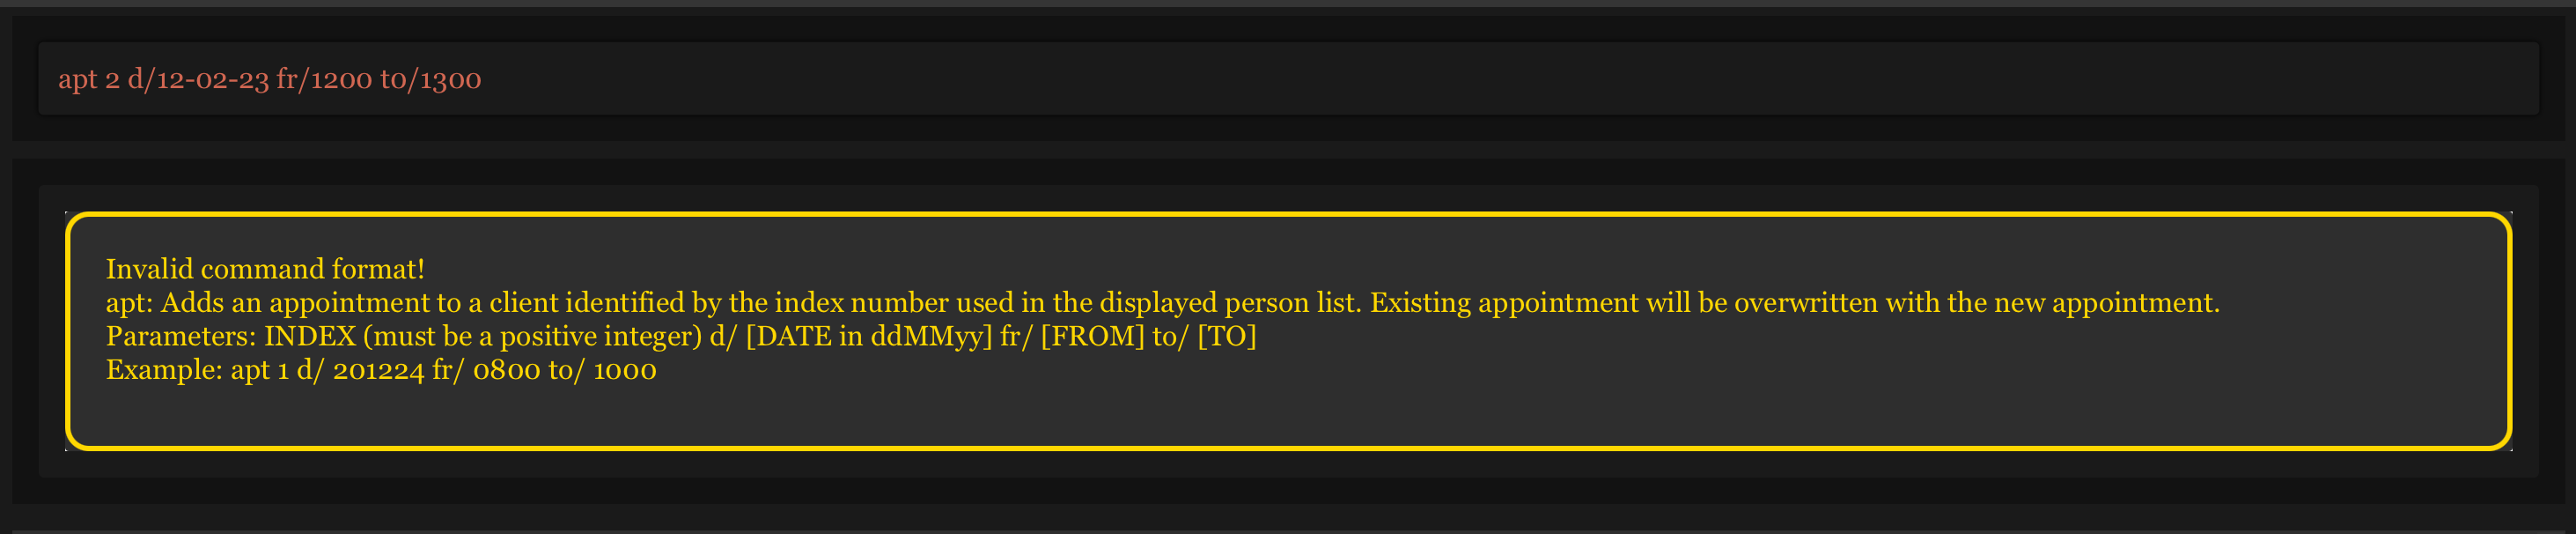 apt 2 d/12-02-23 fr/1200 to/1300
Invalid command format!
apt: Adds an appointment to a client identified by the index number used in the displayed person list. Existing appointment will be overwritten with the new appointment.
Parameters: INDEX (must be a positive integer) d/ [DATE in ddMMyy] fr/ [FROM] to/ [TO]
Example: apt 1 d/ 201224 fr/ 0800 to/ 1000